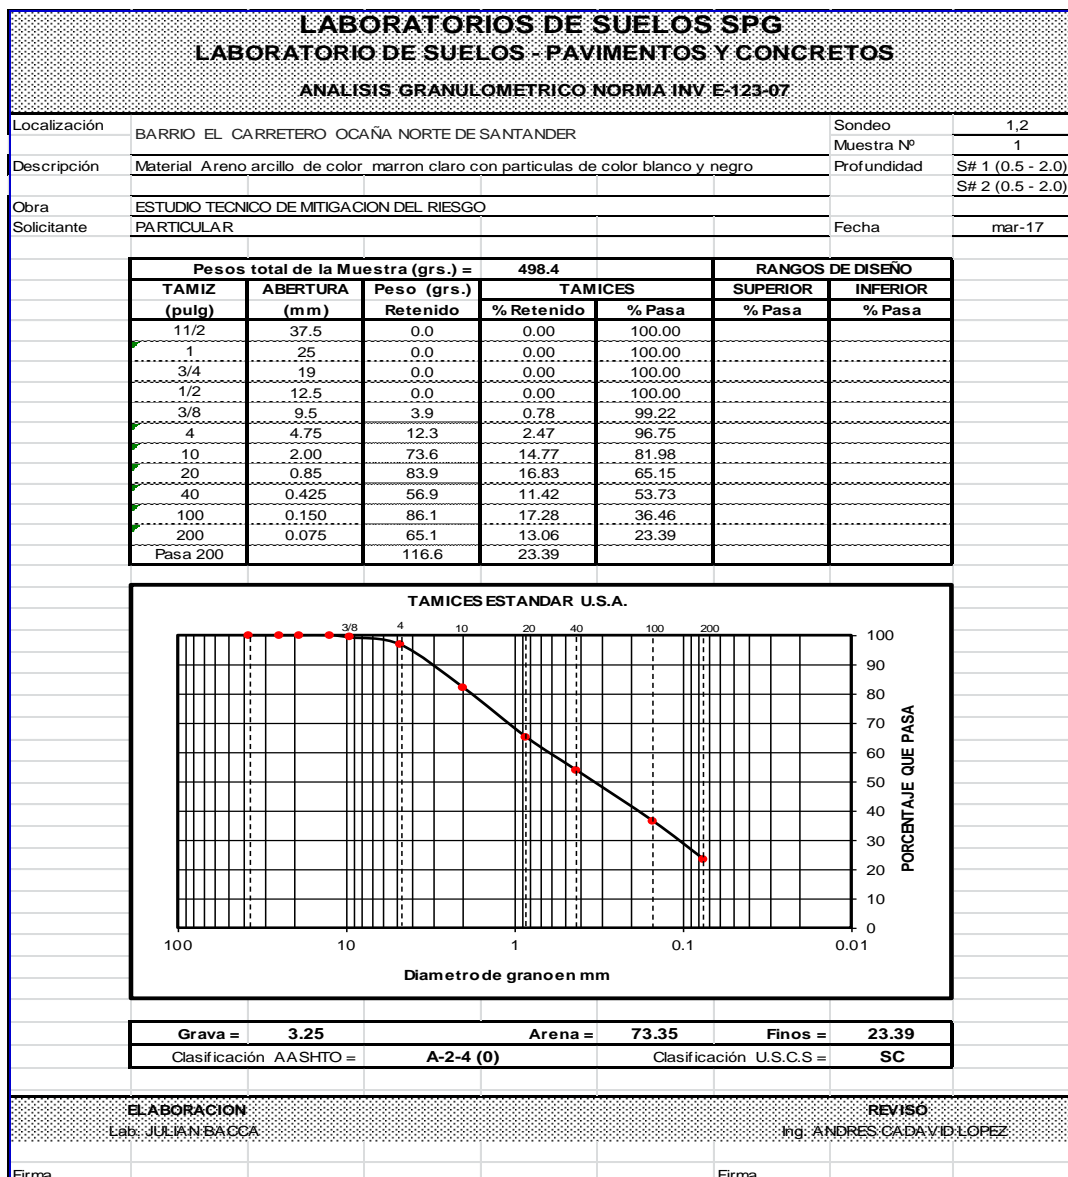 LABORATORIOS DE SUELOS SPG
LABORATORIO DE SUELOS - PAVIMENTOS Y CONCRETOS
ANALISIS GRANULOMETRICO NORMA INV E-123-07
Localización BARRIO EL CARRETERO OCAÑA NORTE DE SANTANDER Sondeo 1,2
Muestra Nº 1
Descripción Material Areno arcillo de color marron claro con particulas de color blanco y negro Profundidad S# 1 (0.5 - 2.0)
S# 2 (0.5 - 2.0)
Obra ESTUDIO TECNICO DE MITIGACION DEL RIESGO
Solicitante PARTICULAR Fecha mar-17
Pesos total de la Muestra (grs.) = 498.4 RANGOS DE DISEÑO
TAMIZ ABERTURA Peso (grs.) TAMICES SUPERIOR INFERIOR
(pulg) (mm) Retenido % Retenido % Pasa % Pasa % Pasa
11/2 37.5 0.0 0.00 100.00
1 25 0.0 0.00 100.00
3/4 19 0.0 0.00 100.00
1/2 12.5 0.0 0.00 100.00
3/8 9.5 3.9 0.78 99.22
4 4.75 12.3 2.47 96.75
10 2.00 73.6 14.77 81.98
20 0.85 83.9 16.83 65.15
40 0.425 56.9 11.42 53.73
100 0.150 86.1 17.28 36.46
200 0.075 65.1 13.06 23.39
Pasa 200 116.6 23.39
TAMICES ESTANDAR U.S.A.
3/8 4 10 20 40 100 200
100
90
80
70
60
50
40
30
20
10
0
PORCENTAJE QUE PASA
100 10 1 0.1 0.01
Diametro de grano en mm
Grava = 3.25 Arena = 73.35 Finos = 23.39
Clasificación AASHTO = A-2-4 (0) Clasificación U.S.C.S = SC
ELABORACION REVISÓ
Lab. JULIAN BACCA Ing. ANDRES CADAVID LOPEZ
Firma Firma